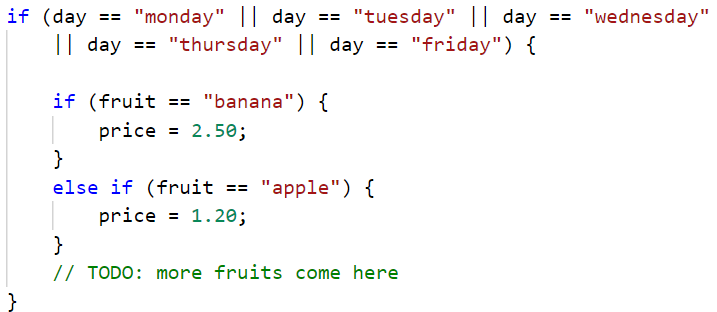 if (day == "monday" || day == "tuesday" || day == "wednesday"
    || day == "thursday" || day == "friday") {

    if (fruit == "banana") {
        price = 2.50;
    }
    else if (fruit == "apple") {
        price = 1.20;
    }
    // TODO: more fruits come here
}